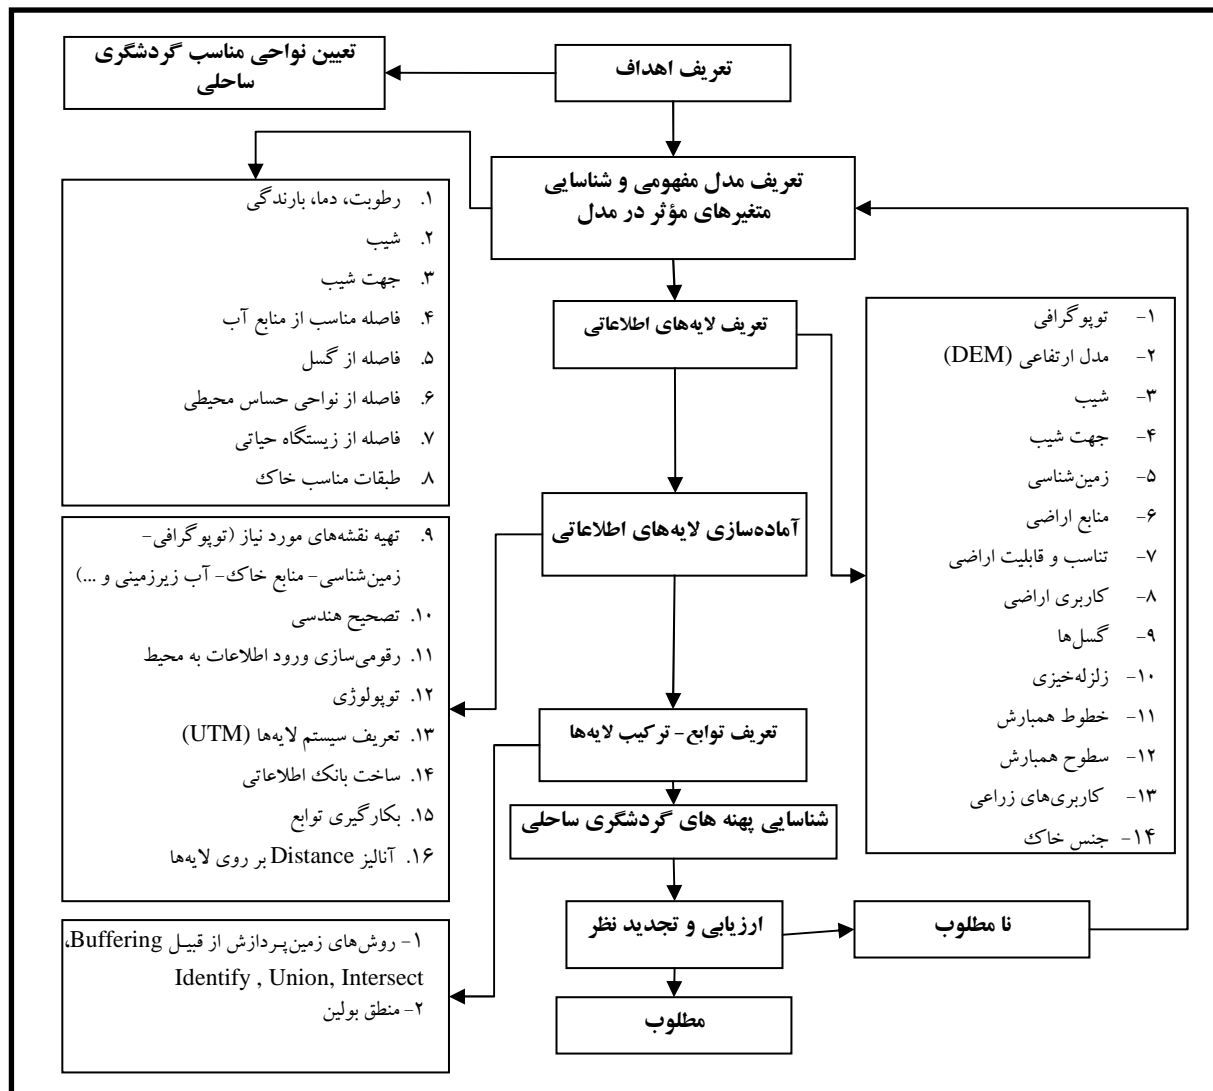 تعریف اهداف
تعیین نواحی مناسب گردشگری
ساحلی
تعریف مدل مفهومی و شناسایی
متغیرهای مؤثر در مدل
۱. رطوبت، دما، بارندگی
۲. شیب
۳. جهت شیب
۴. فاصله مناسب از منابع آب
۵. فاصله از گسل
۶. فاصله از نواحی حساس محیطی
۷. فاصله از زیستگاه حیاتی
۸. طبقات مناسب خاک
تعریف لایه‌های اطلاعاتی
۱- توپوگرافی
۲- مدل ارتفاعی (DEM)
۳- شیب
۴- جهت شیب
۵- زمین‌شناسی
۶- منابع اراضی
۷- تناسب و قابلیت اراضی
۸- کاربری اراضی
۹- گسل‌ها
۱۰- زلزله‌خیزی
۱۱- خطوط همبارش
۱۲- سطوح همبارش
۱۳- کاربری‌های زراعی
۱۴- جنس خاک
آماده‌سازی لایه‌های اطلاعاتی
۹. تهیه نقشه‌های مورد نیاز (توپوگرافی-
زمین‌شناسی- منابع خاک- آب زیرزمینی و ...)
۱۰. تصحیح هندسی
۱۱. رقومی‌سازی ورود اطلاعات به محیط
۱۲. توپولوژی
۱۳. تعریف سیستم لایه‌ها (UTM)
۱۴. ساخت بانک اطلاعاتی
۱۵. بکارگیری توابع
۱۶. آنالیز Distance بر روی لایه‌ها
تعریف توابع- ترکیب لایه‌ها
۱- روش‌های زمین‌پردازش از قبیل Buffering،
Identify , Union, Intersect
۲- منطق بولین
شناسایی پهنه های گردشگری ساحلی
ارزیابی و تجدید نظر
نا مطلوب
مطلوب